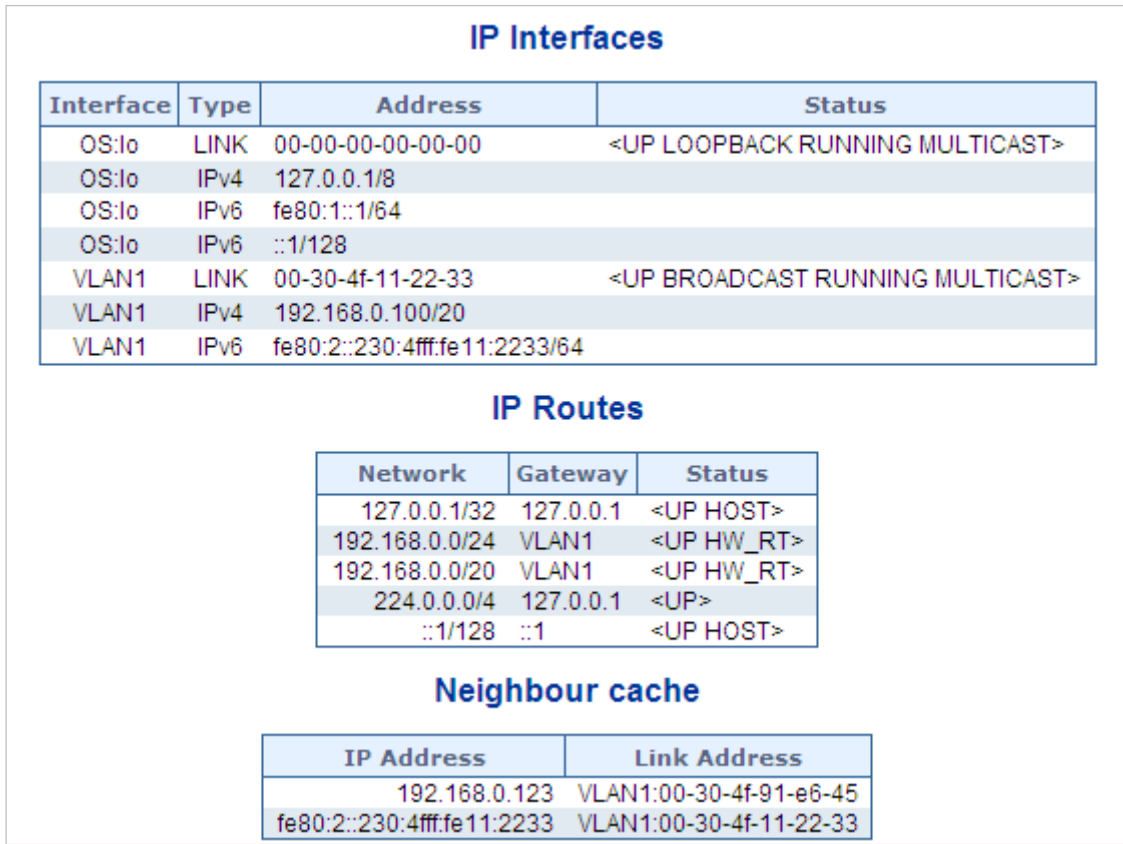 IP Interfaces
Interface Type Address Status
OS:lo LINK 00-00-00-00-00-00 <UP LOOPBACK RUNNING MULTICAST>
OS:lo IPv4 127.0.0.1/8
OS:lo IPv6 fe80:1::1/64
OS:lo IPv6 ::1/128
VLAN1 LINK 00-30-4f-11-22-33 <UP BROADCAST RUNNING MULTICAST>
VLAN1 IPv4 192.168.0.100/20
VLAN1 IPv6 fe80:2::230:4fff:fe11:2233/64
IP Routes
Network Gateway Status
127.0.0.1/32 127.0.0.1 <UP HOST>
192.168.0.0/24 VLAN1 <UP HW_RT>
192.168.0.0/20 VLAN1 <UP HW_RT>
224.0.0.0/4 127.0.0.1 <UP>
::1/128 ::1 <UP HOST>
Neighbour cache
IP Address Link Address
192.168.0.123 VLAN1:00-30-4f-91-e6-45
fe80:2::230:4fff:fe11:2233 VLAN1:00-30-4f-11-22-33